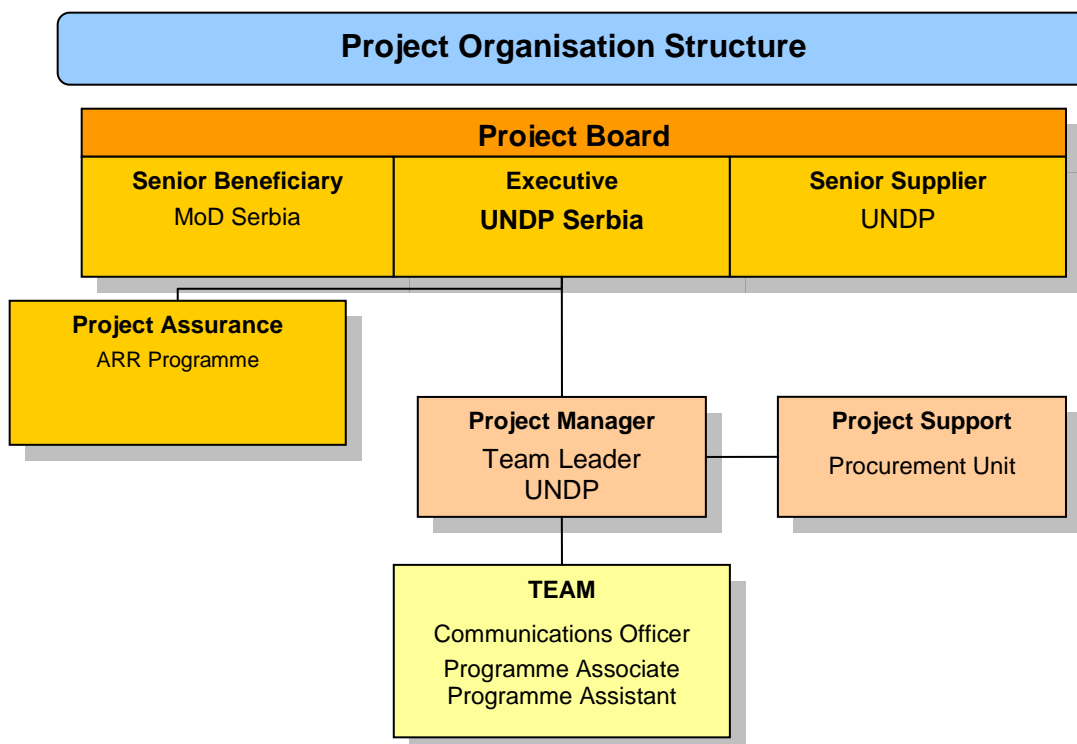 Project Organisation Structure
Project Board
Senior Beneficiary
MoD Serbia
Executive
UNDP Serbia
Senior Supplier
UNDP
Project Assurance
ARR Programme
Project Manager
Team Leader
UNDP
Project Support
Procurement Unit
TEAM
Communications Officer
Programme Associate
Programme Assistant